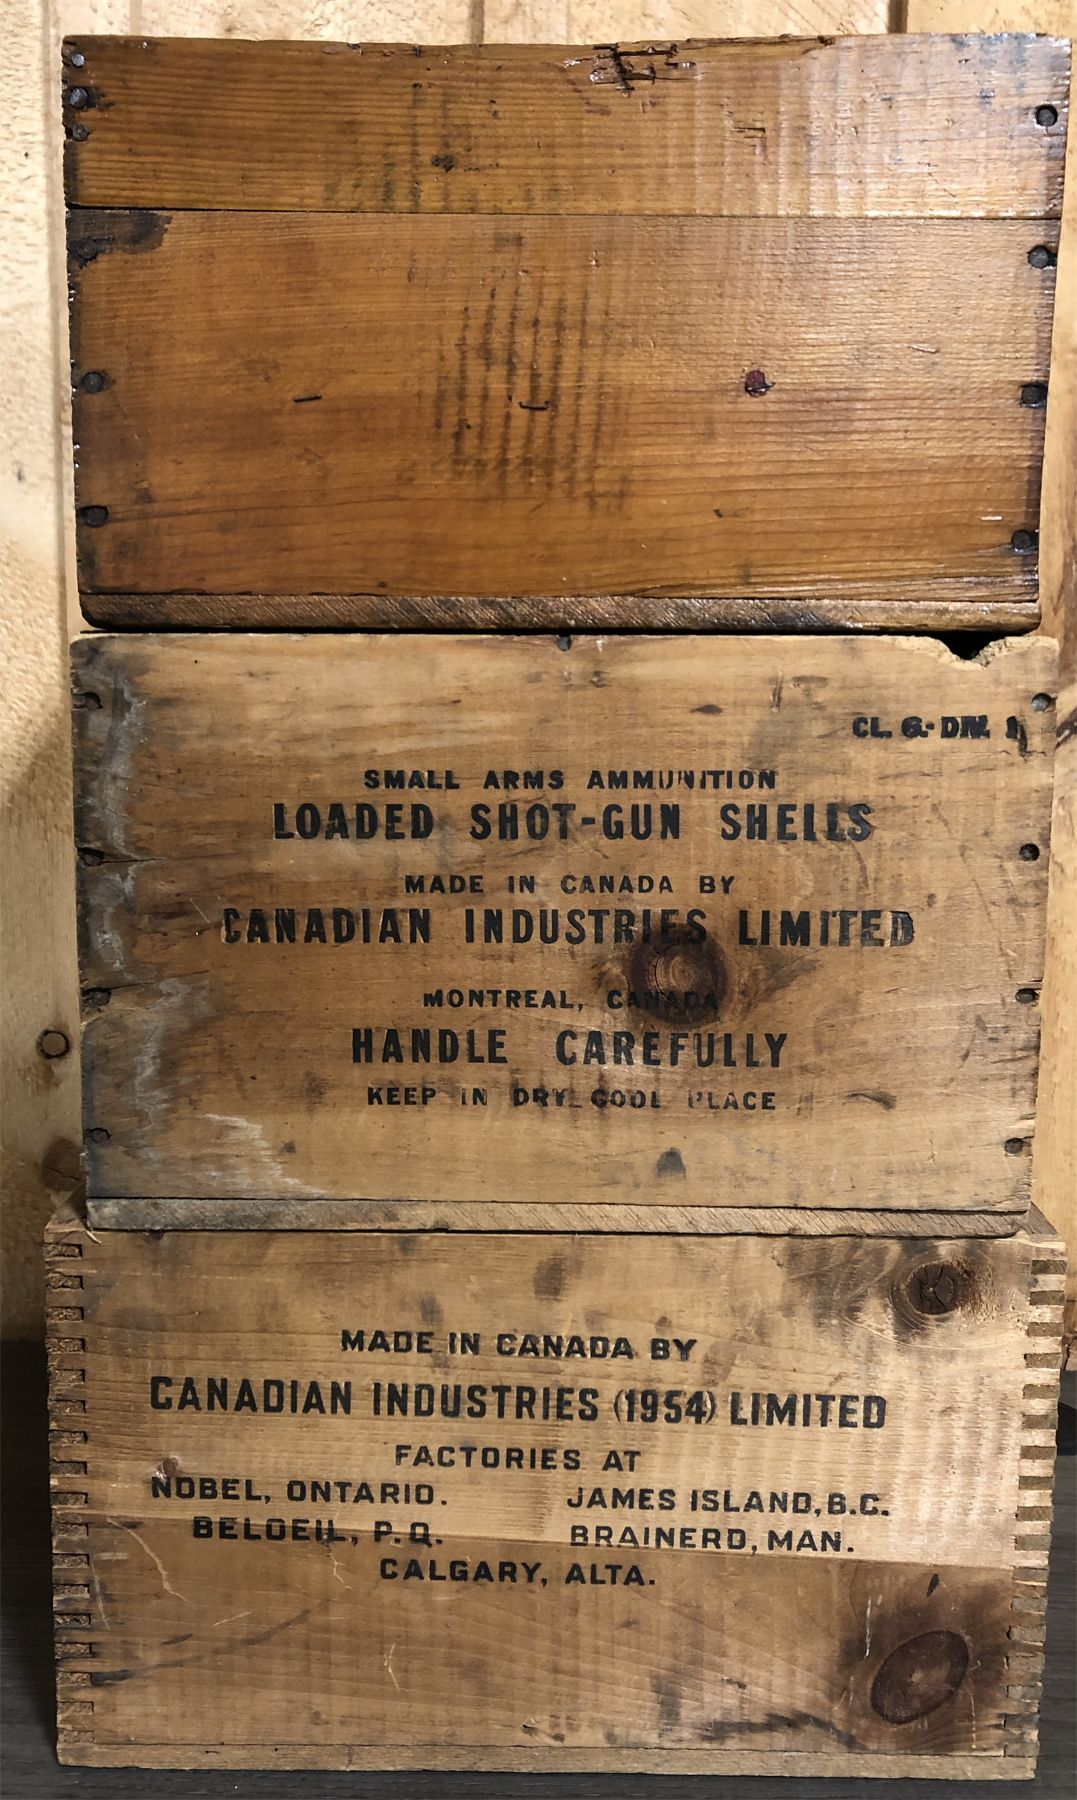 CL. 6.- DIV. 1
SMALL ARMS AMMUNITION
LOADED SHOT-GUN SHELLS
MADE IN CANADA BY
CANADIAN INDUSTRIES LIMITED
MONTREAL, CANADA
HANDLE CAREFULLY
KEEP IN DRY COOL PLACE
MADE IN CANADA BY
CANADIAN INDUSTRIES (1954) LIMITED
FACTORIES AT
NOBEL, ONTARIO. JAMES ISLAND, B.C.
BELOEIL, P.Q. BRAINERD, MAN.
CALGARY, ALTA.